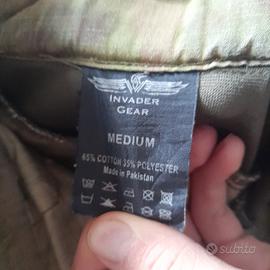 INVADER
GEAR
MEDIUM
65% COTTON 35% POLYESTER
Made in Pakistan
subito